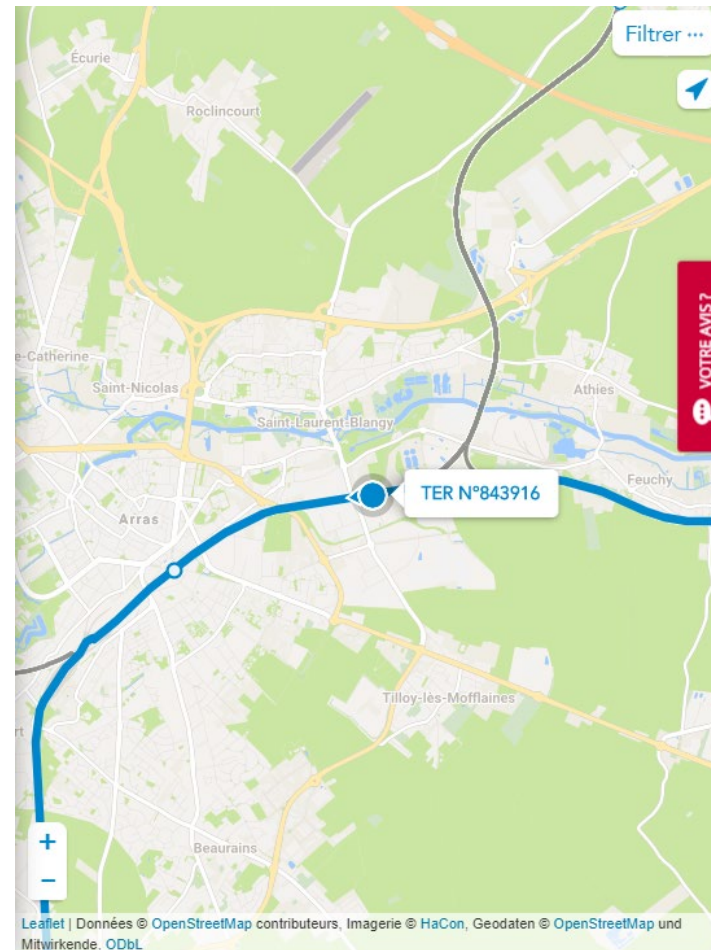 Filtrer ···
Écurie
Roclincourt
VOTRE AVIS ?
e-Catherine
Saint-Nicolas
Athies
Saint-Laurent-Blangy
Feuchy
TER N°843916
Arras
Tilloy-lès-Mofflaines
rt
Beaurains
+
−
Leaflet | Données © OpenStreetMap contributeurs, Imagerie © HaCon, Geodaten © OpenStreetMap und
Mitwirkende, ODbL